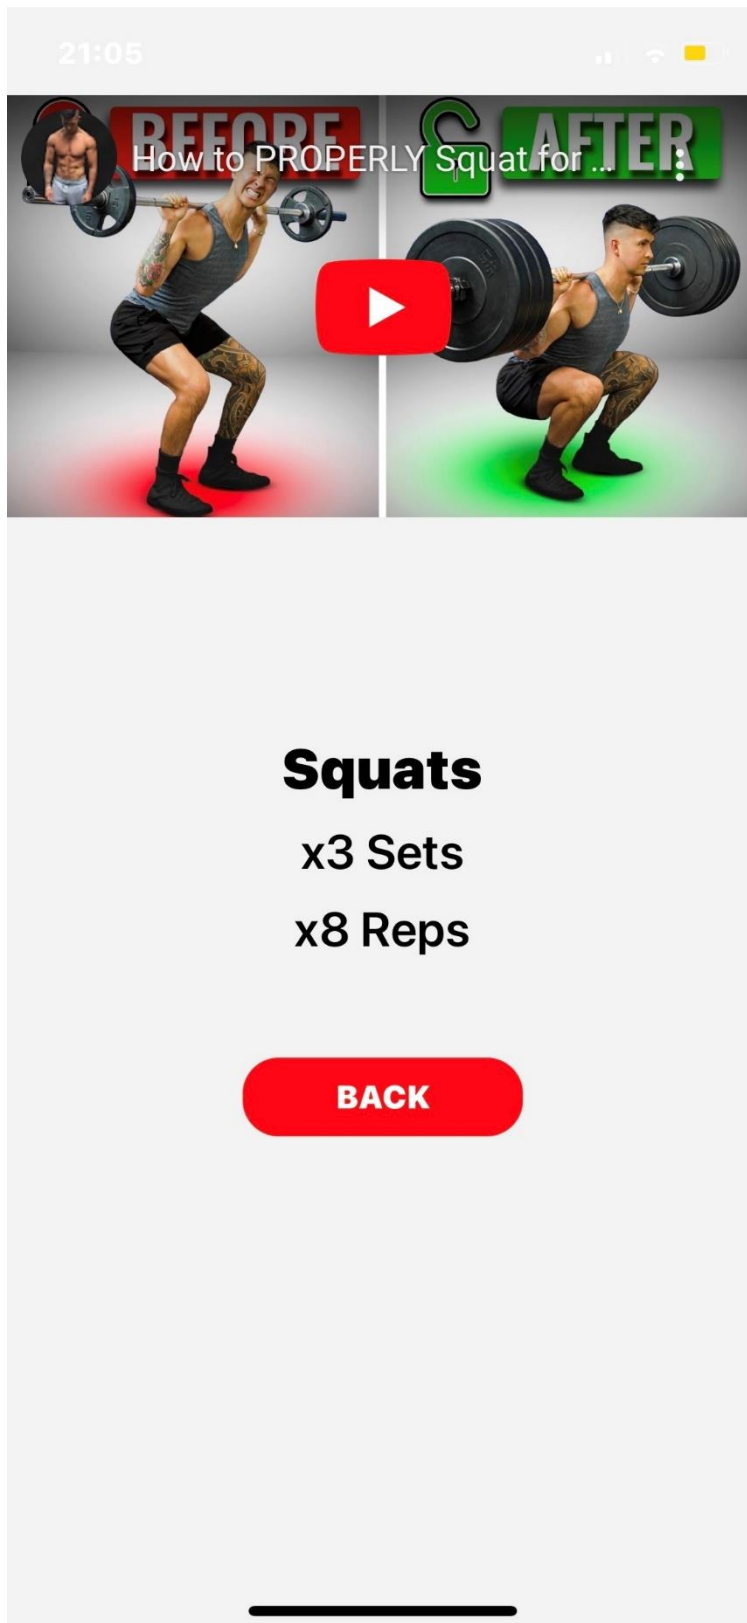 21:05
BEFORE
AFTER
How to PROPERLY Squat for ...
Squats
x3 Sets
x8 Reps
BACK